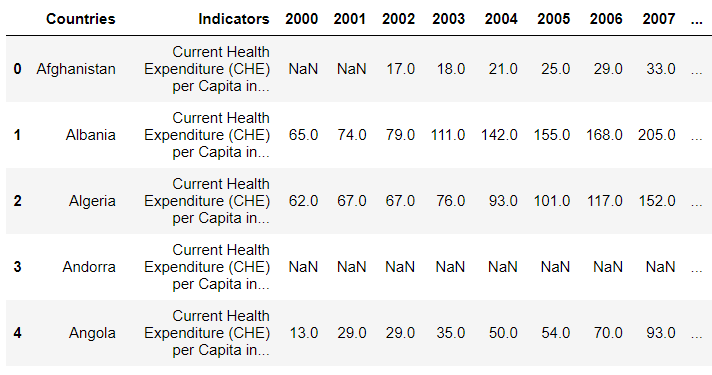 Countries Indicators 2000 2001 2002 2003 2004 2005 2006 2007 ...
Current Health
0 Afghanistan Expenditure (CHE) NaN NaN 17.0 18.0 21.0 25.0 29.0 33.0 ...
per Capita in...
Current Health
1 Albania Expenditure (CHE) 65.0 74.0 79.0 111.0 142.0 155.0 168.0 205.0 ...
per Capita in...
Current Health
2 Algeria Expenditure (CHE) 62.0 67.0 67.0 76.0 93.0 101.0 117.0 152.0 ...
per Capita in...
Current Health
3 Andorra Expenditure (CHE) NaN NaN NaN NaN NaN NaN NaN NaN ...
per Capita in...
Current Health
4 Angola Expenditure (CHE) 13.0 29.0 29.0 35.0 50.0 54.0 70.0 93.0 ...
per Capita in...